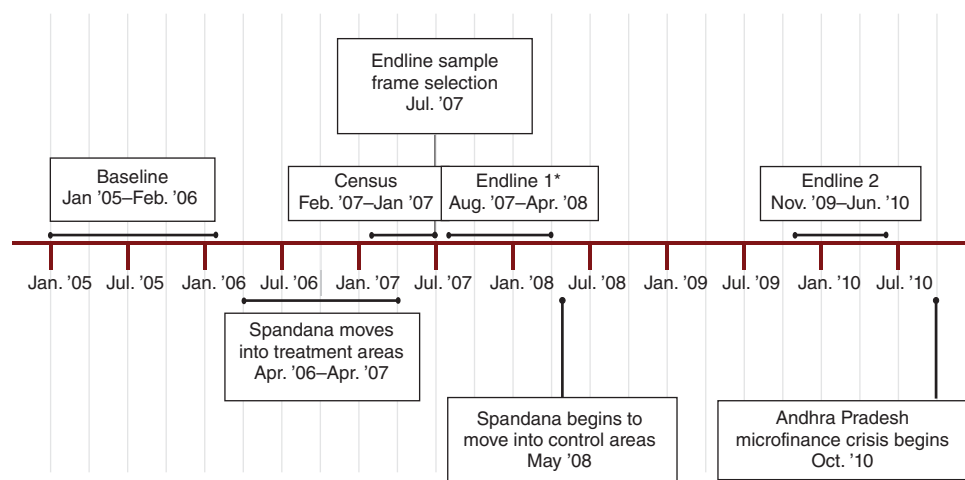 Endline sample
frame selection
Jul. '07
Baseline
Jan '05–Feb. '06
Census
Feb. '07–Jan '07
Endline 1*
Aug. '07–Apr. '08
Endline 2
Nov. '09–Jun. '10
Jan. '05
Jul. '05
Jan. '06
Jul. '06
Jan. '07
Jul. '07
Jan. '08
Jul. '08
Jan. '09
Jul. '09
Jan. '10
Jul. '10
Spandana moves
into treatment areas
Apr. '06–Apr. '07
Spandana begins to
move into control areas
May '08
Andhra Pradesh
microfinance crisis begins
Oct. '10